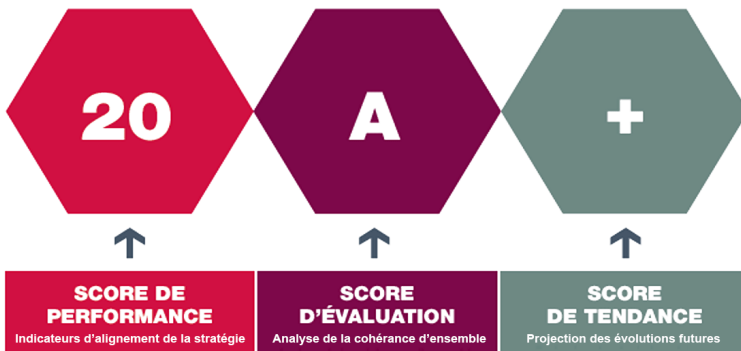 20
A
+
SCORE DE
PERFORMANCE
Indicateurs d'alignement de la stratégie
SCORE
D'ÉVALUATION
Analyse de la cohérance d'ensemble
SCORE
DE TENDANCE
Projection des évolutions futures